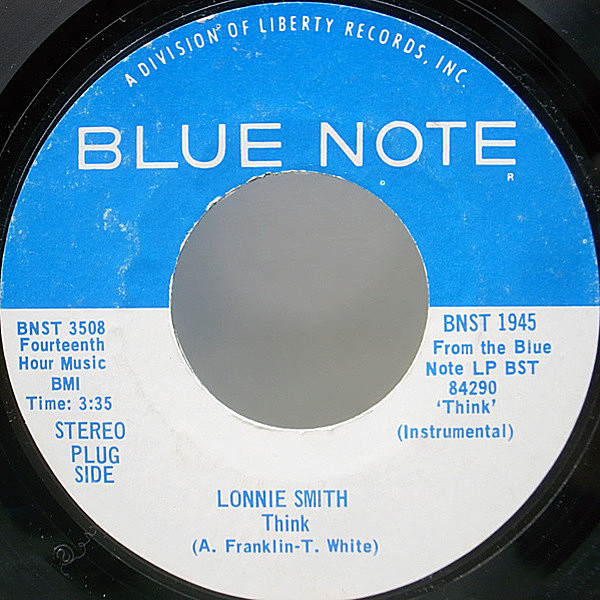 A DIVISION OF LIBERTY RECORDS, INC.
BLUE NOTE
R
BNST 3508
Fourteenth
Hour Music
BMI
Time: 3:35
STEREO
PLUG
SIDE
BNST 1945
From the Blue
Note LP BST
84290
'Think'
(Instrumental)
LONNIE SMITH
Think
(A. Franklin-T. White)